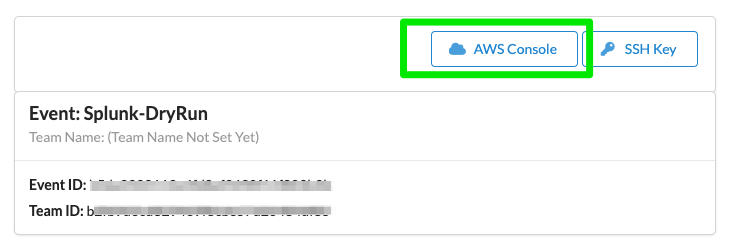 AWS Console SSH Key
Event: Splunk-DryRun
Team Name: (Team Name Not Set Yet)
Event ID:
Team ID: